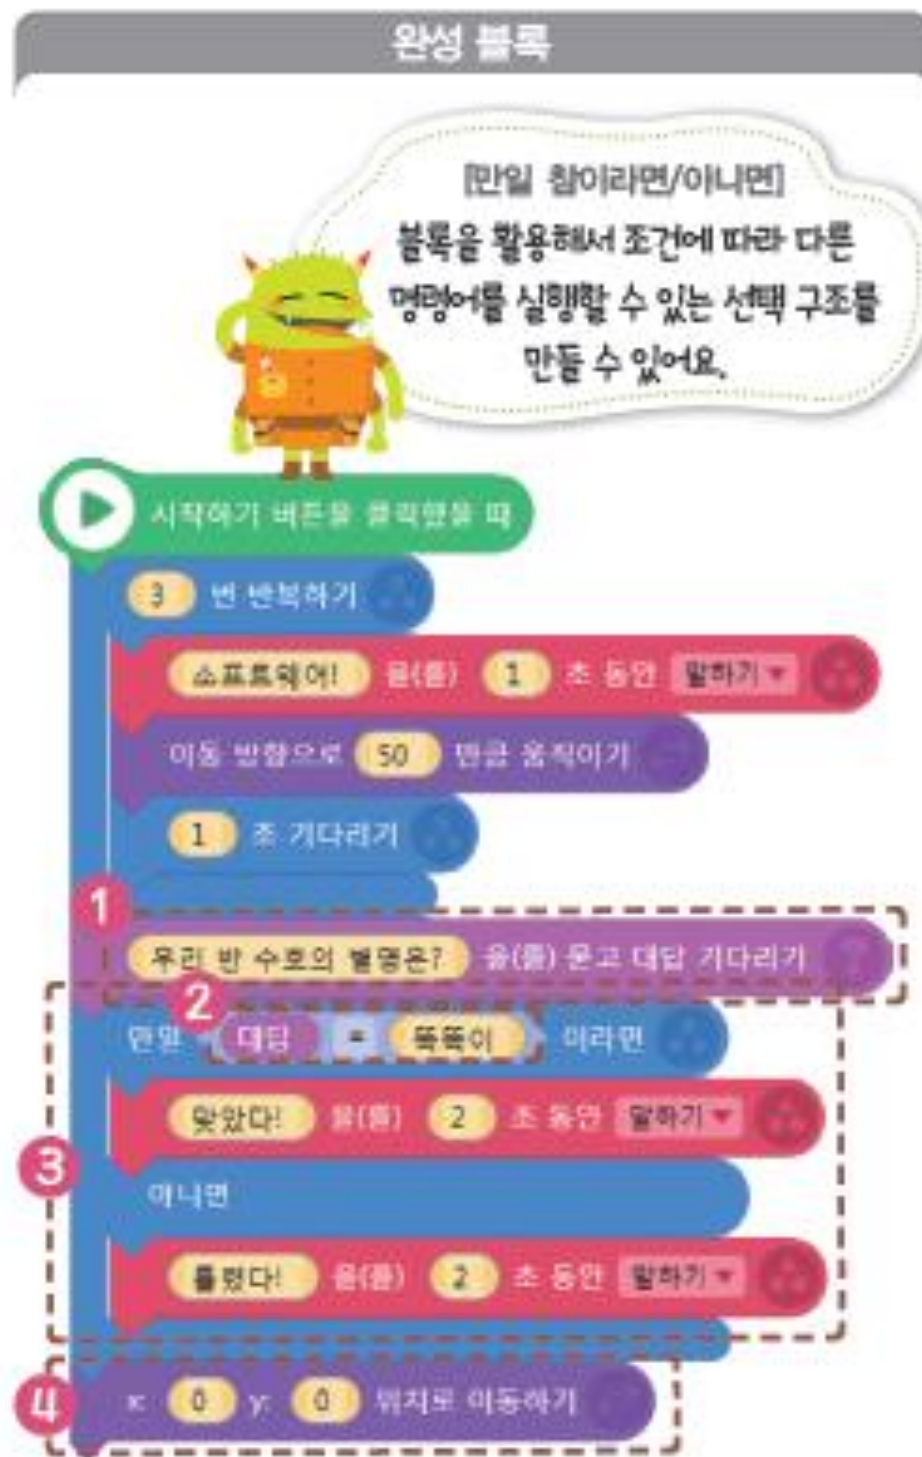 완성 블록
[만일 참이라면/아니면]
블록을 활용해서 조건에 따라 다른
명령어를 실행할 수 있는 선택 구조를
만들 수 있어요.
시작하기 버튼을 클릭했을 때
3 번 반복하기
소프트웨어! 을(를) 1 초 동안 말하기
이동 방향으로 50 만큼 움직이기
1 초 기다리기
1
우리 반 수호의 별명은? 을(를) 묻고 대답 기다리기
2
만일 대답 = 똑똑이 이라면
맞았다! 을(를) 2 초 동안 말하기
3
아니면
틀렸다! 을(를) 2 초 동안 말하기
4
x: 0 y: 0 위치로 이동하기